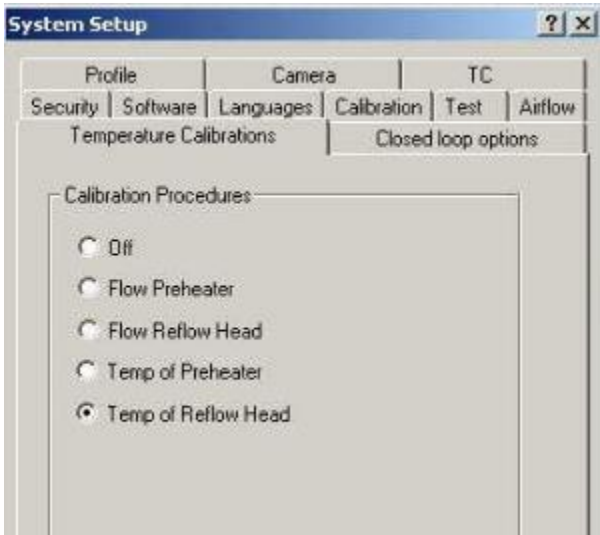 System Setup
Profile Camera TC
Security Software Languages Calibration Test Airflow
Temperature Calibrations Closed loop options
Calibration Procedures
Off
Flow Preheater
Flow Reflow Head
Temp of Preheater
Temp of Reflow Head